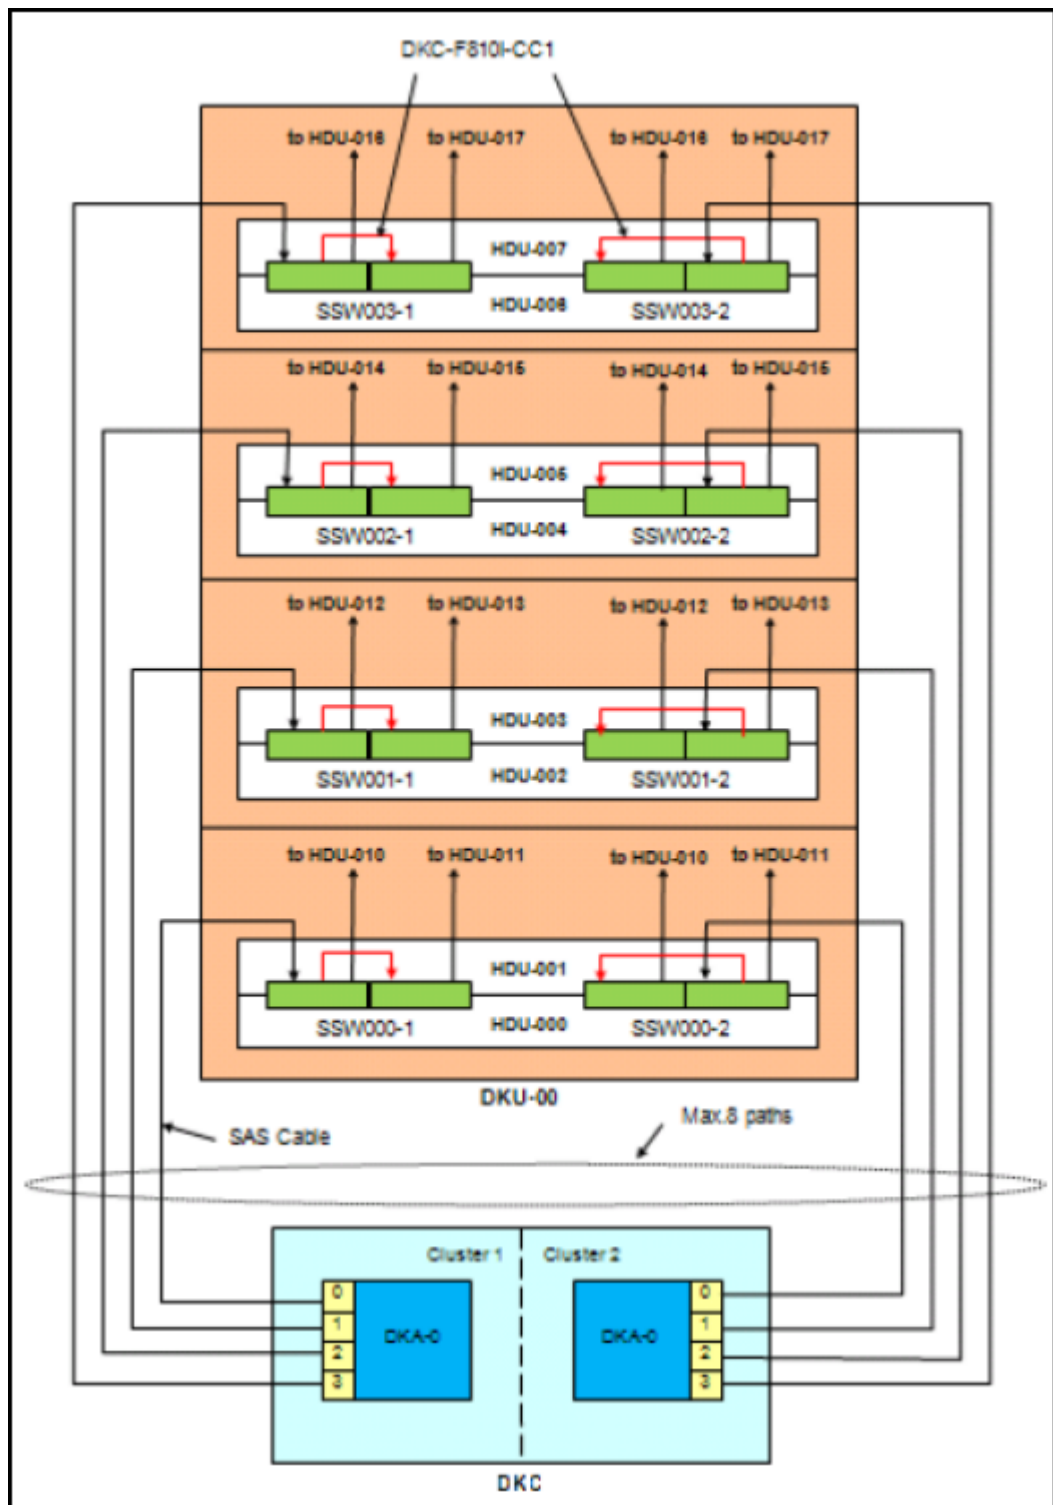 DKC-F810I-CC1
to HDU-016 to HDU-017 to HDU-016 to HDU-017
HDU-007
HDU-006
SSW003-1 SSW003-2
to HDU-014 to HDU-015 to HDU-014 to HDU-015
HDU-005
HDU-004
SSW002-1 SSW002-2
to HDU-012 to HDU-013 to HDU-012 to HDU-013
HDU-003
HDU-002
SSW001-1 SSW001-2
to HDU-010 to HDU-011 to HDU-010 to HDU-011
HDU-001
HDU-000
SSW000-1 SSW000-2
DKU-00
SAS Cable
Max.8 paths
Cluster 1 Cluster 2
0 0
1 DKA-0 DKA-0 1
2 2
3 3
DKC